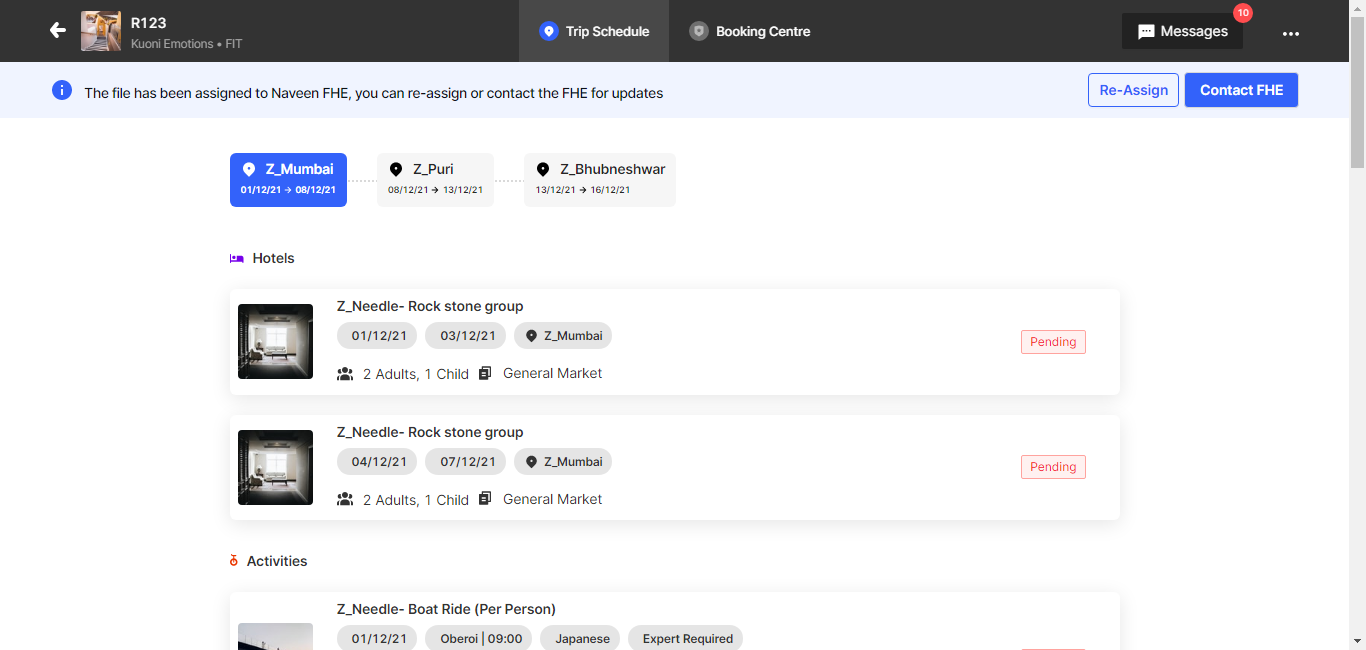 R123
Kuoni Emotions • FIT
Trip Schedule
Booking Centre
Messages
10
The file has been assigned to Naveen FHE, you can re-assign or contact the FHE for updates
Re-Assign
Contact FHE
Z_Mumbai
01/12/21 → 08/12/21
Z_Puri
08/12/21 → 13/12/21
Z_Bhubneshwar
13/12/21 → 16/12/21
Hotels
Z_Needle- Rock stone group
01/12/21 03/12/21 Z_Mumbai
2 Adults, 1 Child General Market
Pending
Z_Needle- Rock stone group
04/12/21 07/12/21 Z_Mumbai
2 Adults, 1 Child General Market
Pending
Activities
Z_Needle- Boat Ride (Per Person)
01/12/21 Oberoi | 09:00 Japanese Expert Required